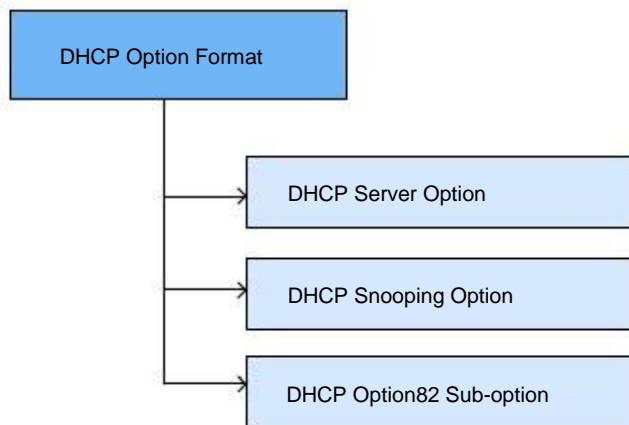 DHCP Option Format
DHCP Server Option
DHCP Snooping Option
DHCP Option82 Sub-option